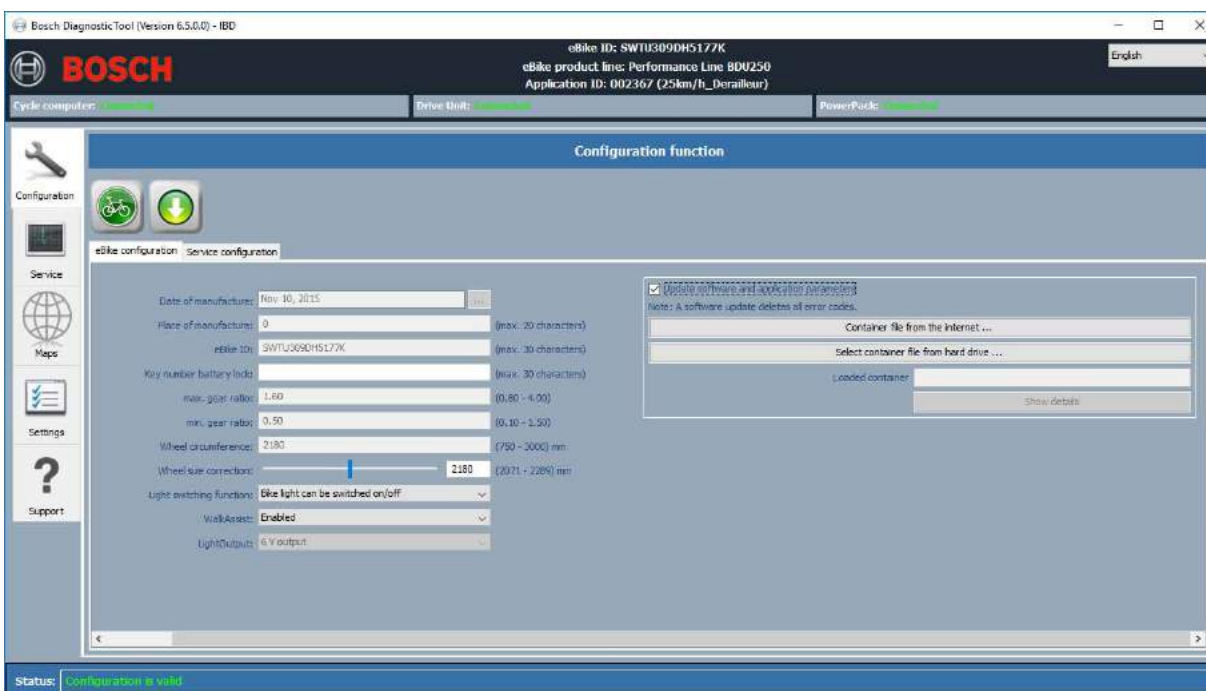 Bosch DiagnosticTool (Version 6.5.0.0) - IBD
BOSCH
eBike ID: SWTU309DH5177K
eBike product line: Performance Line BDU250
Application ID: 002367 (25km/h_Derailleur)
English
Cycle computer: Connected
Drive Unit: Connected
PowerPack: Connected
Configuration function
Configuration
Service
Maps
Settings
Support
eBike configuration
Service configuration
Date of manufacture: Nov 10, 2015 ...
Place of manufacture: 0 (max. 20 characters)
eBike ID: SWTU309DH5177K (max. 30 characters)
Key number battery lock: (max. 30 characters)
max. gear ratio: 1.60 (0.80 - 4.00)
min. gear ratio: 0.50 (0.10 - 1.50)
Wheel circumference: 2180 (750 - 3000) mm
Wheel size correction: 2180 (2071 - 2289) mm
Light switching function: Bike light can be switched on/off
WalkAssist: Enabled
LightOutput: 6 V output
Update software and application parameters
Note: A software update deletes all error codes.
Container file from the internet ...
Select container file from hard drive ...
Loaded container
Show details
Status: Configuration is valid